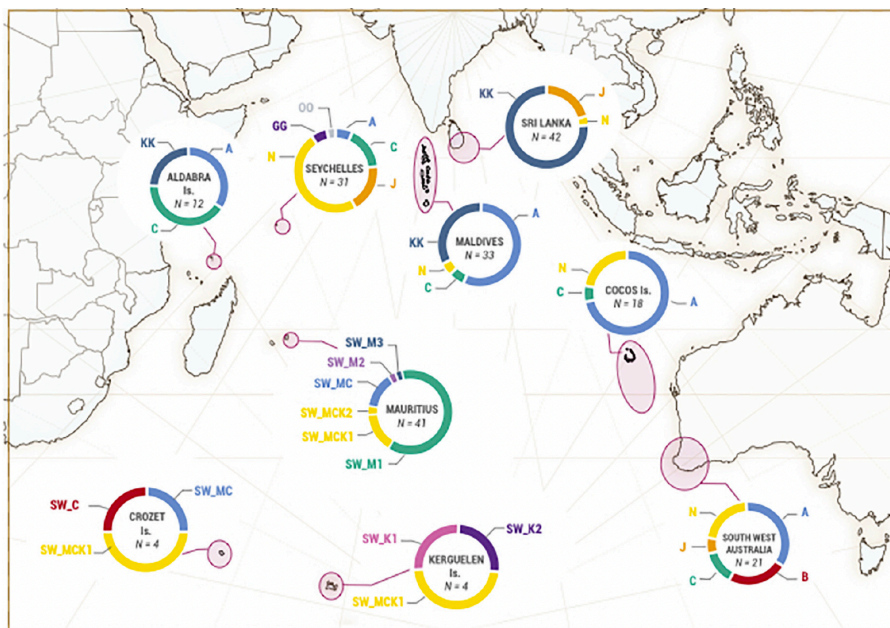 OO
GG
A
C
N
SEYCHELLES
N = 31
J
KK
A
ALDABRA
Is.
N = 12
C
KK
J
N
SRI LANKA
N = 42
A
KK
MALDIVES
N = 33
N
C
N
C
COCOS Is.
N = 18
A
SW_M3
SW_M2
SW_MC
SW_MCK2
SW_MCK1
SW_M1
MAURITIUS
N = 41
SW_C
SW_MC
CROZET
Is.
N = 4
SW_MCK1
SW_K1
SW_K2
KERGUELEN
Is.
N = 4
SW_MCK1
N
A
J
SOUTH WEST
AUSTRALIA
N = 21
C
B